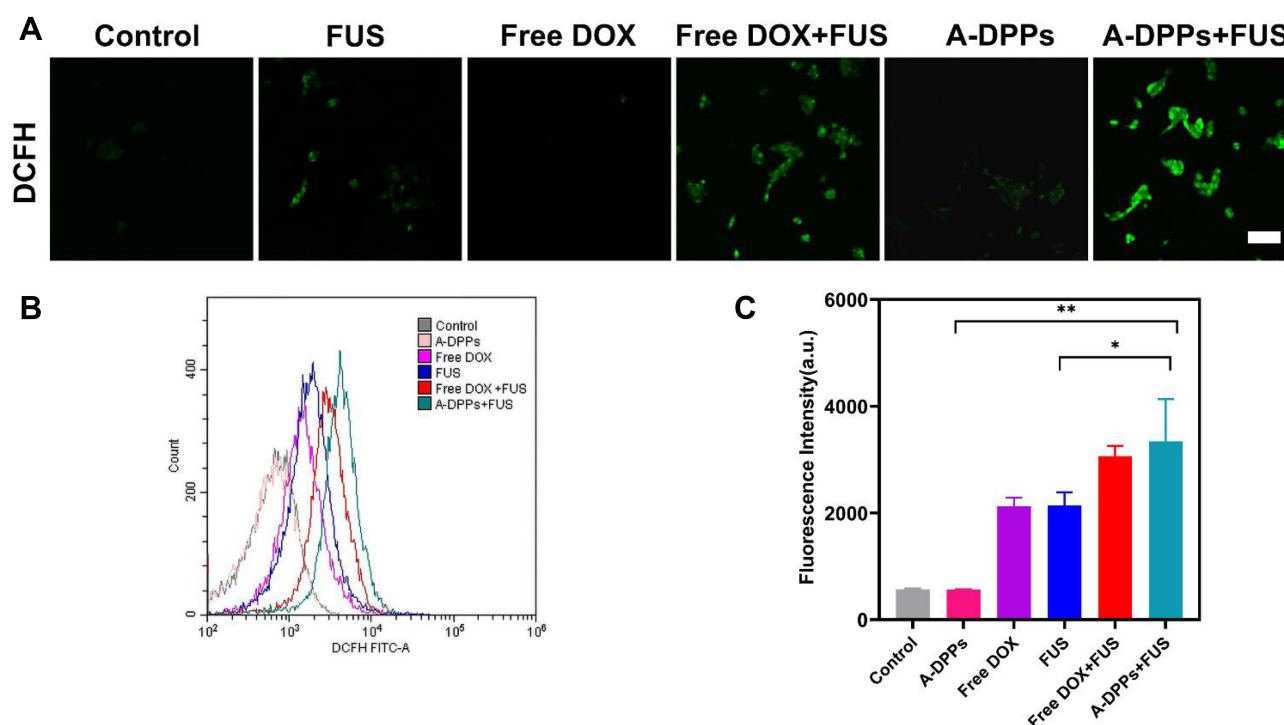 A
Control FUS Free DOX Free DOX+FUS A-DPPs A-DPPs+FUS
DCFH
B
Control
A-DPPs
Free DOX
FUS
Free DOX +FUS
A-DPPs+FUS
Count
400
200
0
10² 10³ 10⁴ 10⁵ 10⁶
DCFH FITC-A
C
Fluorescence Intensity(a.u.)
6000
4000
2000
0
**
*
Control
A-DPPs
Free DOX
FUS
Free DOX+FUS
A-DPPs+FUS